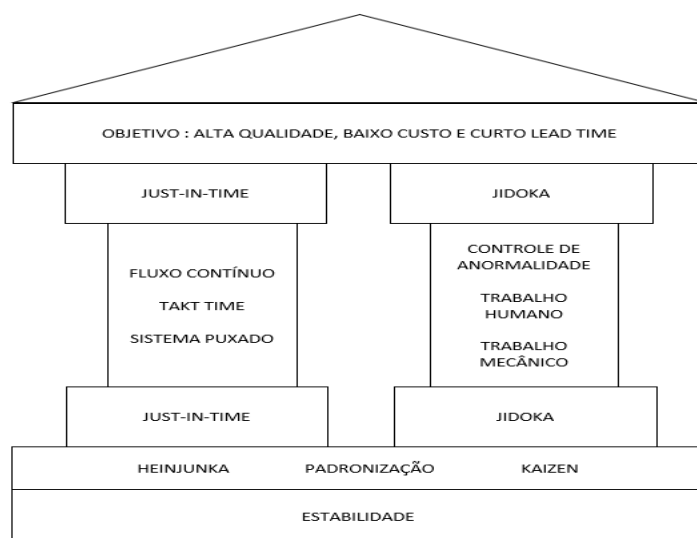 OBJETIVO : ALTA QUALIDADE, BAIXO CUSTO E CURTO LEAD TIME
JUST-IN-TIME
JIDOKA
FLUXO CONTÍNUO
TAKT TIME
SISTEMA PUXADO
CONTROLE DE
ANORMALIDADE
TRABALHO
HUMANO
TRABALHO
MECÂNICO
JUST-IN-TIME
JIDOKA
HEINJUNKA PADRONIZAÇÃO KAIZEN
ESTABILIDADE